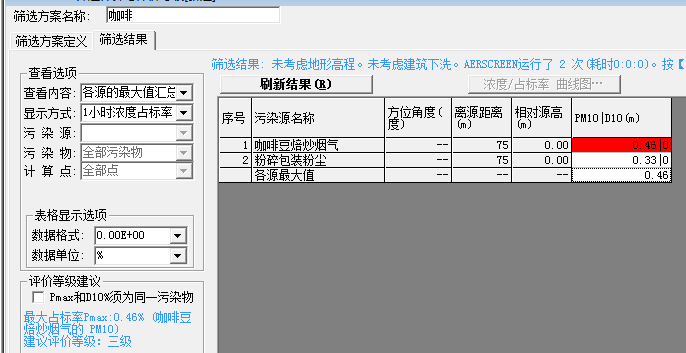 筛选方案名称: 咖啡
筛选方案定义 筛选结果
筛选结果: 未考虑地形高程。未考虑建筑下洗。AERSCREEN运行了 2 次(耗时0:0:0)。按【
刷新结果(R) 浓度/占标率 曲线图…
查看选项
查看内容: 各源的最大值汇总
显示方式: 1小时浓度占标率
污 染 源:
污 染 物: 全部污染物
计 算 点: 全部点
表格显示选项
数据格式: 0.00E+00
数据单位: %
评价等级建议
Pmax和D10%须为同一污染物
最大占标率Pmax:0.46% (咖啡豆
焙炒烟气的 PM10)
建议评价等级: 三级
序号 污染源名称 方位角度(度) 离源距离(m) 相对源高(m) PM10|D10(m)
1 咖啡豆焙炒烟气 -- 75 0.00 0.46|0
2 粉碎包装粉尘 -- 75 0.00 0.33|0
各源最大值 -- -- -- 0.46